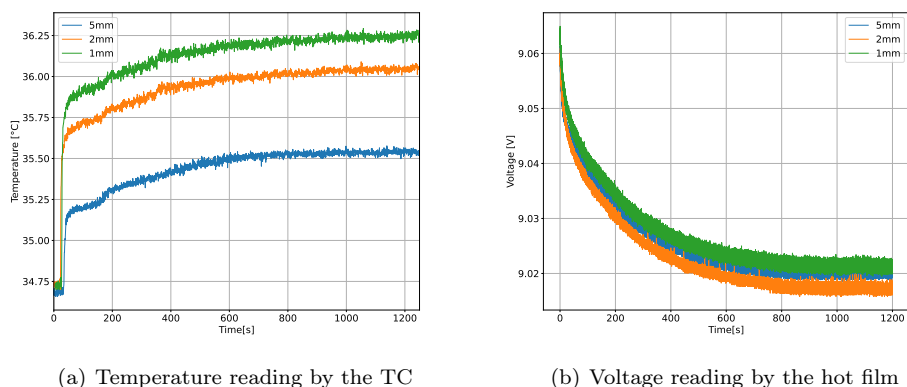 36.25
36.00
35.75
35.50
35.25
35.00
34.75
Temperature [°C]
5mm
2mm
1mm
0 200 400 600 800 1000 1200
Time[s]
(a) Temperature reading by the TC
9.06
9.05
9.04
9.03
9.02
Voltage [V]
5mm
2mm
1mm
0 200 400 600 800 1000 1200
Time[s]
(b) Voltage reading by the hot film